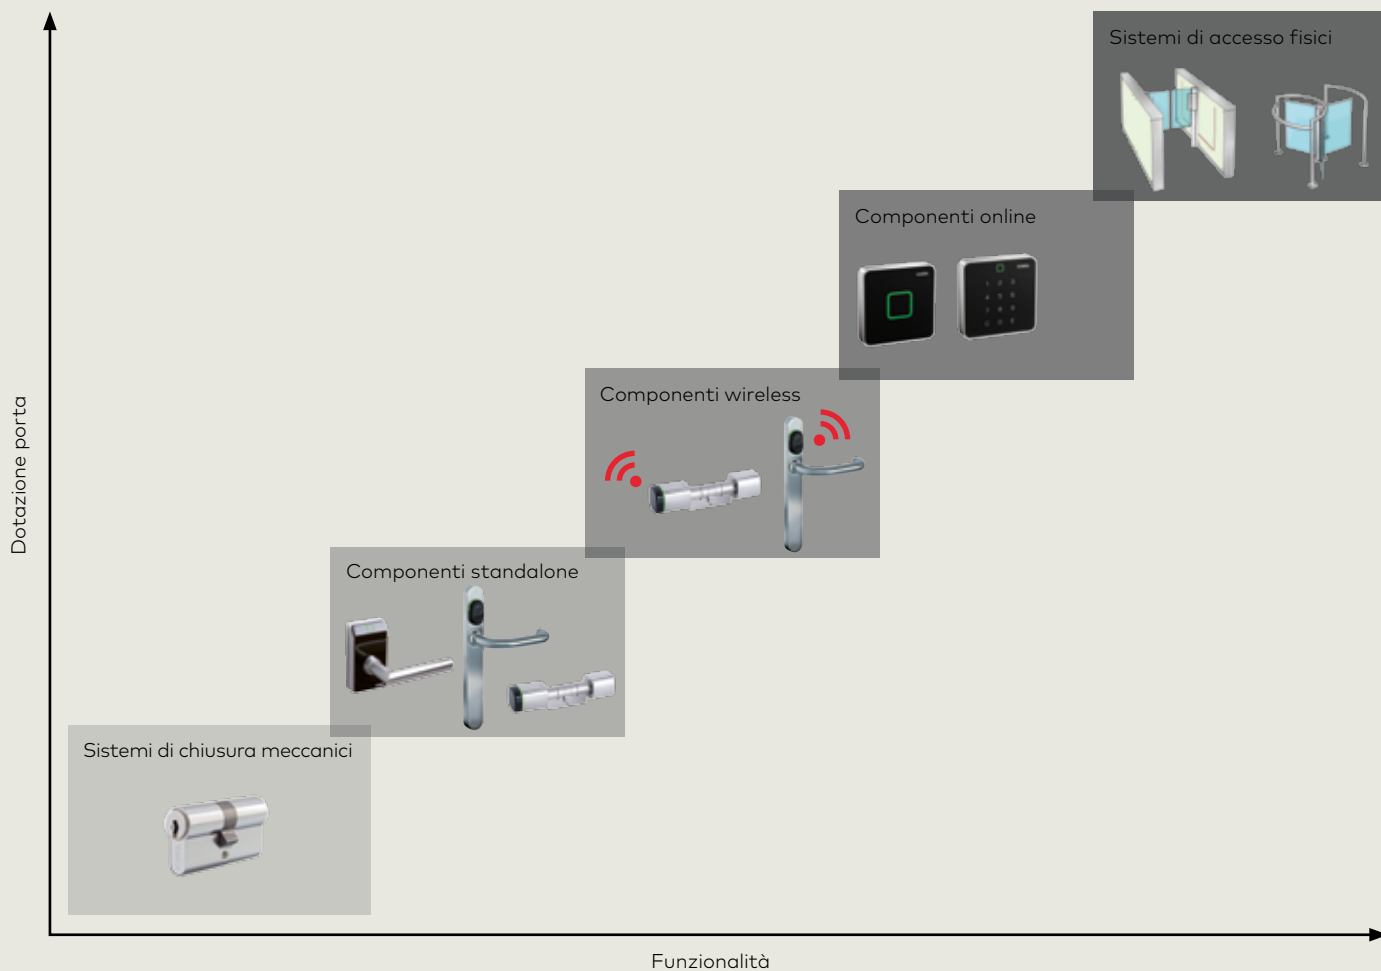 Sistemi di accesso fisici
Componenti online
Componenti wireless
Componenti standalone
Sistemi di chiusura meccanici
Dotazione porta
Funzionalità